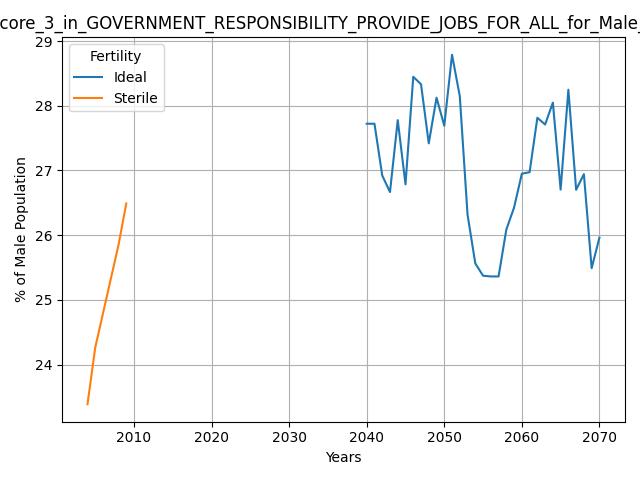 core_3_in_GOVERNMENT_RESPONSIBILITY_PROVIDE_JOBS_FOR_ALL_for_Male_
Fertility
Ideal
Sterile
29
28
27
26
25
24
% of Male Population
2010 2020 2030 2040 2050 2060 2070
Years